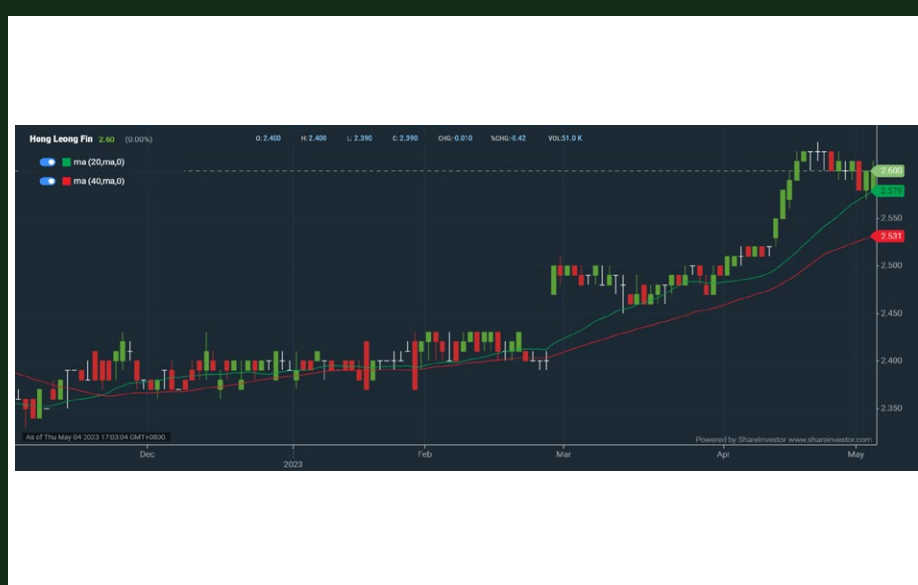 Hong Leong Fin 2.60 (0.00%) O: 2.400 H: 2.400 L: 2.390 C: 2.390 CHG:-0.010 %CHG:-0.42 VOL:51.0 K
ma (20,ma,0)
ma (40,ma,0)
2.600
2.579
2.550
2.531
2.500
2.450
2.400
2.350
As of Thu May 04 2023 17:03:04 GMT+0800.
Powered by ShareInvestor www.shareinvestor.com
Dec Feb Mar Apr May
2023